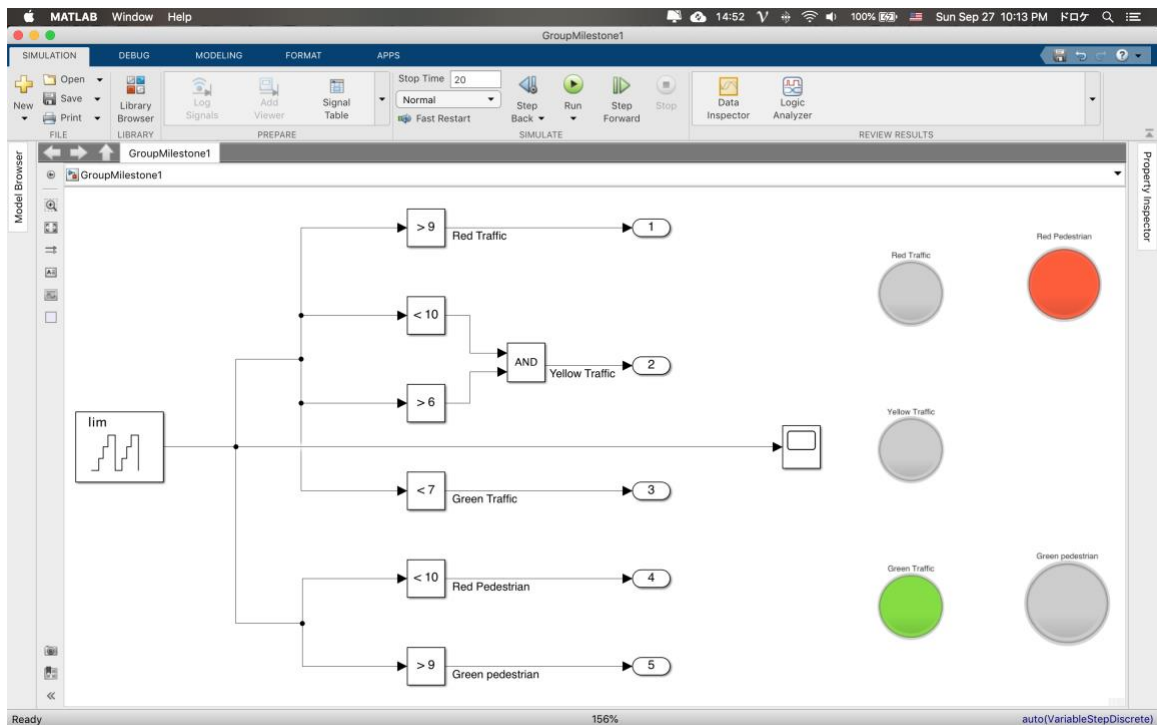 MATLAB Window Help 14:52 100% Sun Sep 27 10:13 PM ドロケ
GroupMilestone1
SIMULATION DEBUG MODELING FORMAT APPS
New
Open
Save
Print
FILE
Library
Browser
LIBRARY
Log
Signals
Add
Viewer
Signal
Table
PREPARE
Stop Time 20
Normal
Fast Restart
Step
Back
Run
Step
Forward
Stop
SIMULATE
Data
Inspector
Logic
Analyzer
REVIEW RESULTS
Model Browser
Property Inspector
GroupMilestone1
GroupMilestone1
> 9
Red Traffic
1
< 10
AND
Yellow Traffic
2
> 6
lim
< 7
Green Traffic
3
< 10
Red Pedestrian
4
> 9
Green pedestrian
5
Red Traffic
Red Pedestrian
Yellow Traffic
Green Traffic
Green pedestrian
Ready 156% auto(VariableStepDiscrete)